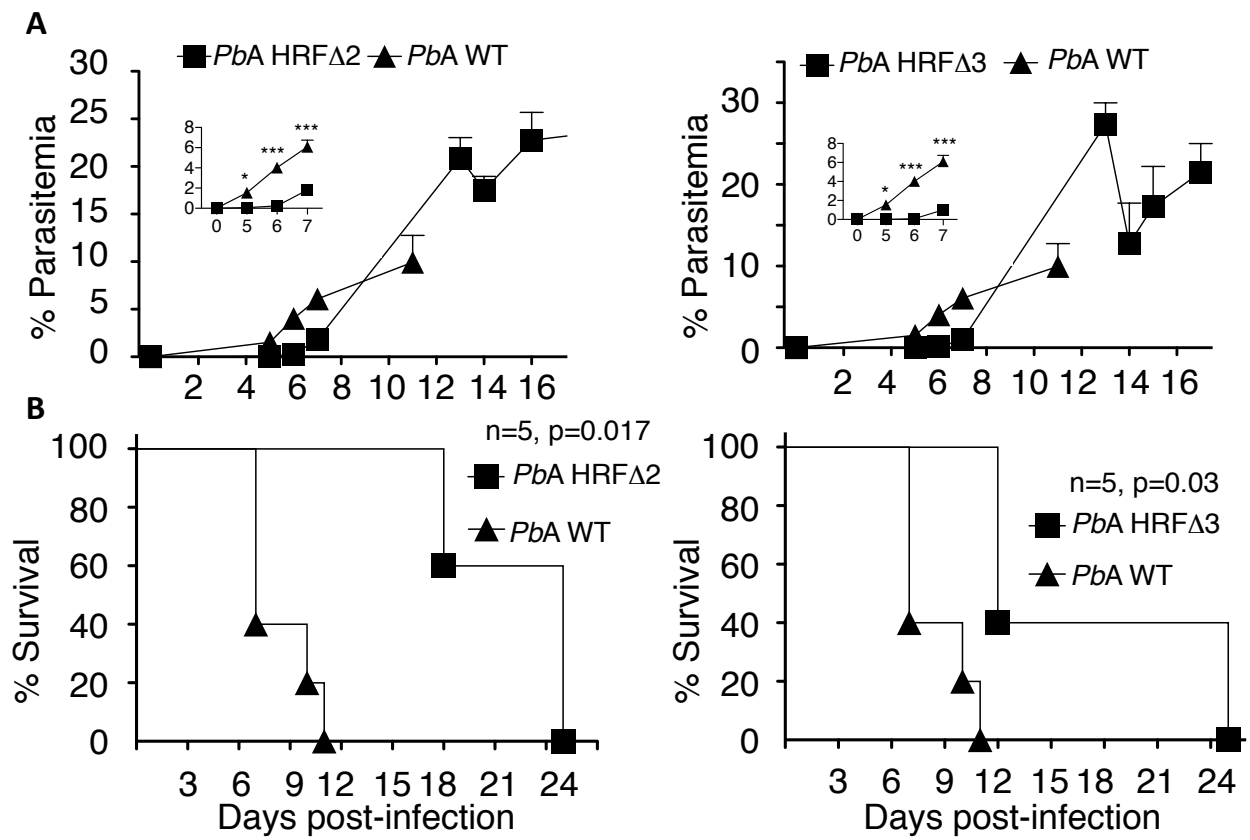 A
PbA HRFΔ2 PbA WT
% Parasitemia
30
25
20
15
10
5
0
8
6
4
2
0
* *** ***
0 5 6 7
2 4 6 8 10 12 14 16
PbA HRFΔ3 PbA WT
% Parasitemia
30
20
10
0
8
6
4
2
0
* *** ***
0 5 6 7
2 4 6 8 10 12 14 16
B
n=5, p=0.017
PbA HRFΔ2
PbA WT
% Survival
100
80
60
40
20
0
3 6 9 12 15 18 21 24
Days post-infection
n=5, p=0.03
PbA HRFΔ3
PbA WT
% Survival
100
80
60
40
20
0
3 6 9 12 15 18 21 24
Days post-infection